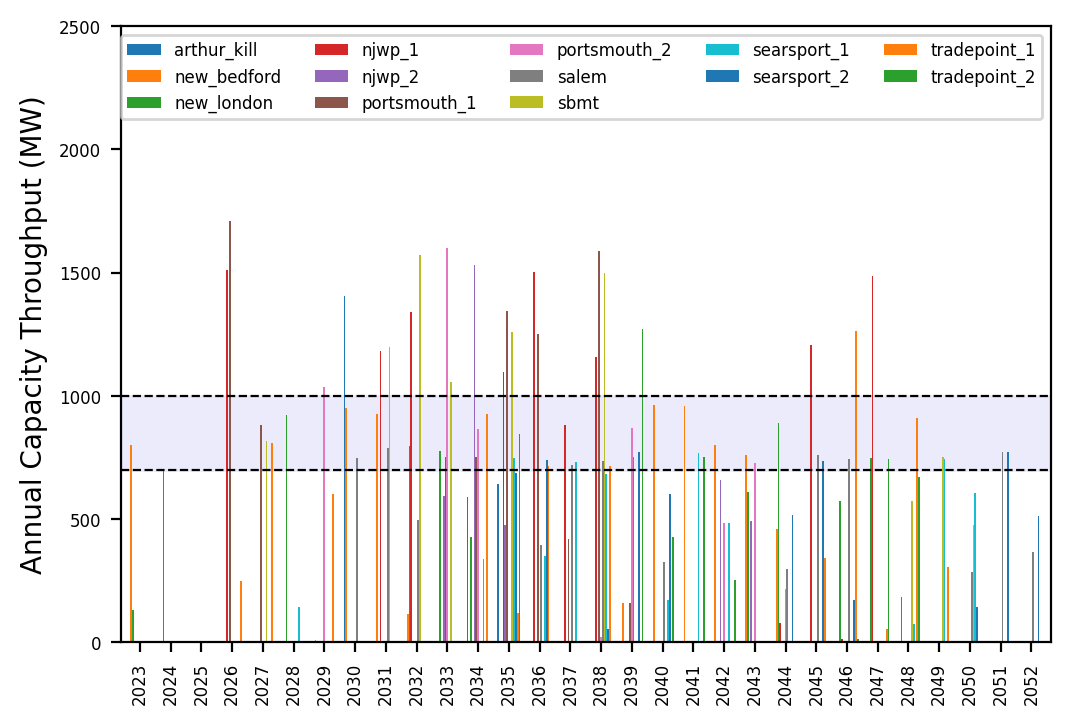 2500
2000
1500
1000
500
0
Annual Capacity Throughput (MW)
arthur_kill njwp_1 portsmouth_2 searsport_1 tradepoint_1
new_bedford njwp_2 salem searsport_2 tradepoint_2
new_london portsmouth_1 sbmt
2023 2024 2025 2026 2027 2028 2029 2030 2031 2032 2033 2034 2035 2036 2037 2038 2039 2040 2041 2042 2043 2044 2045 2046 2047 2048 2049 2050 2051 2052